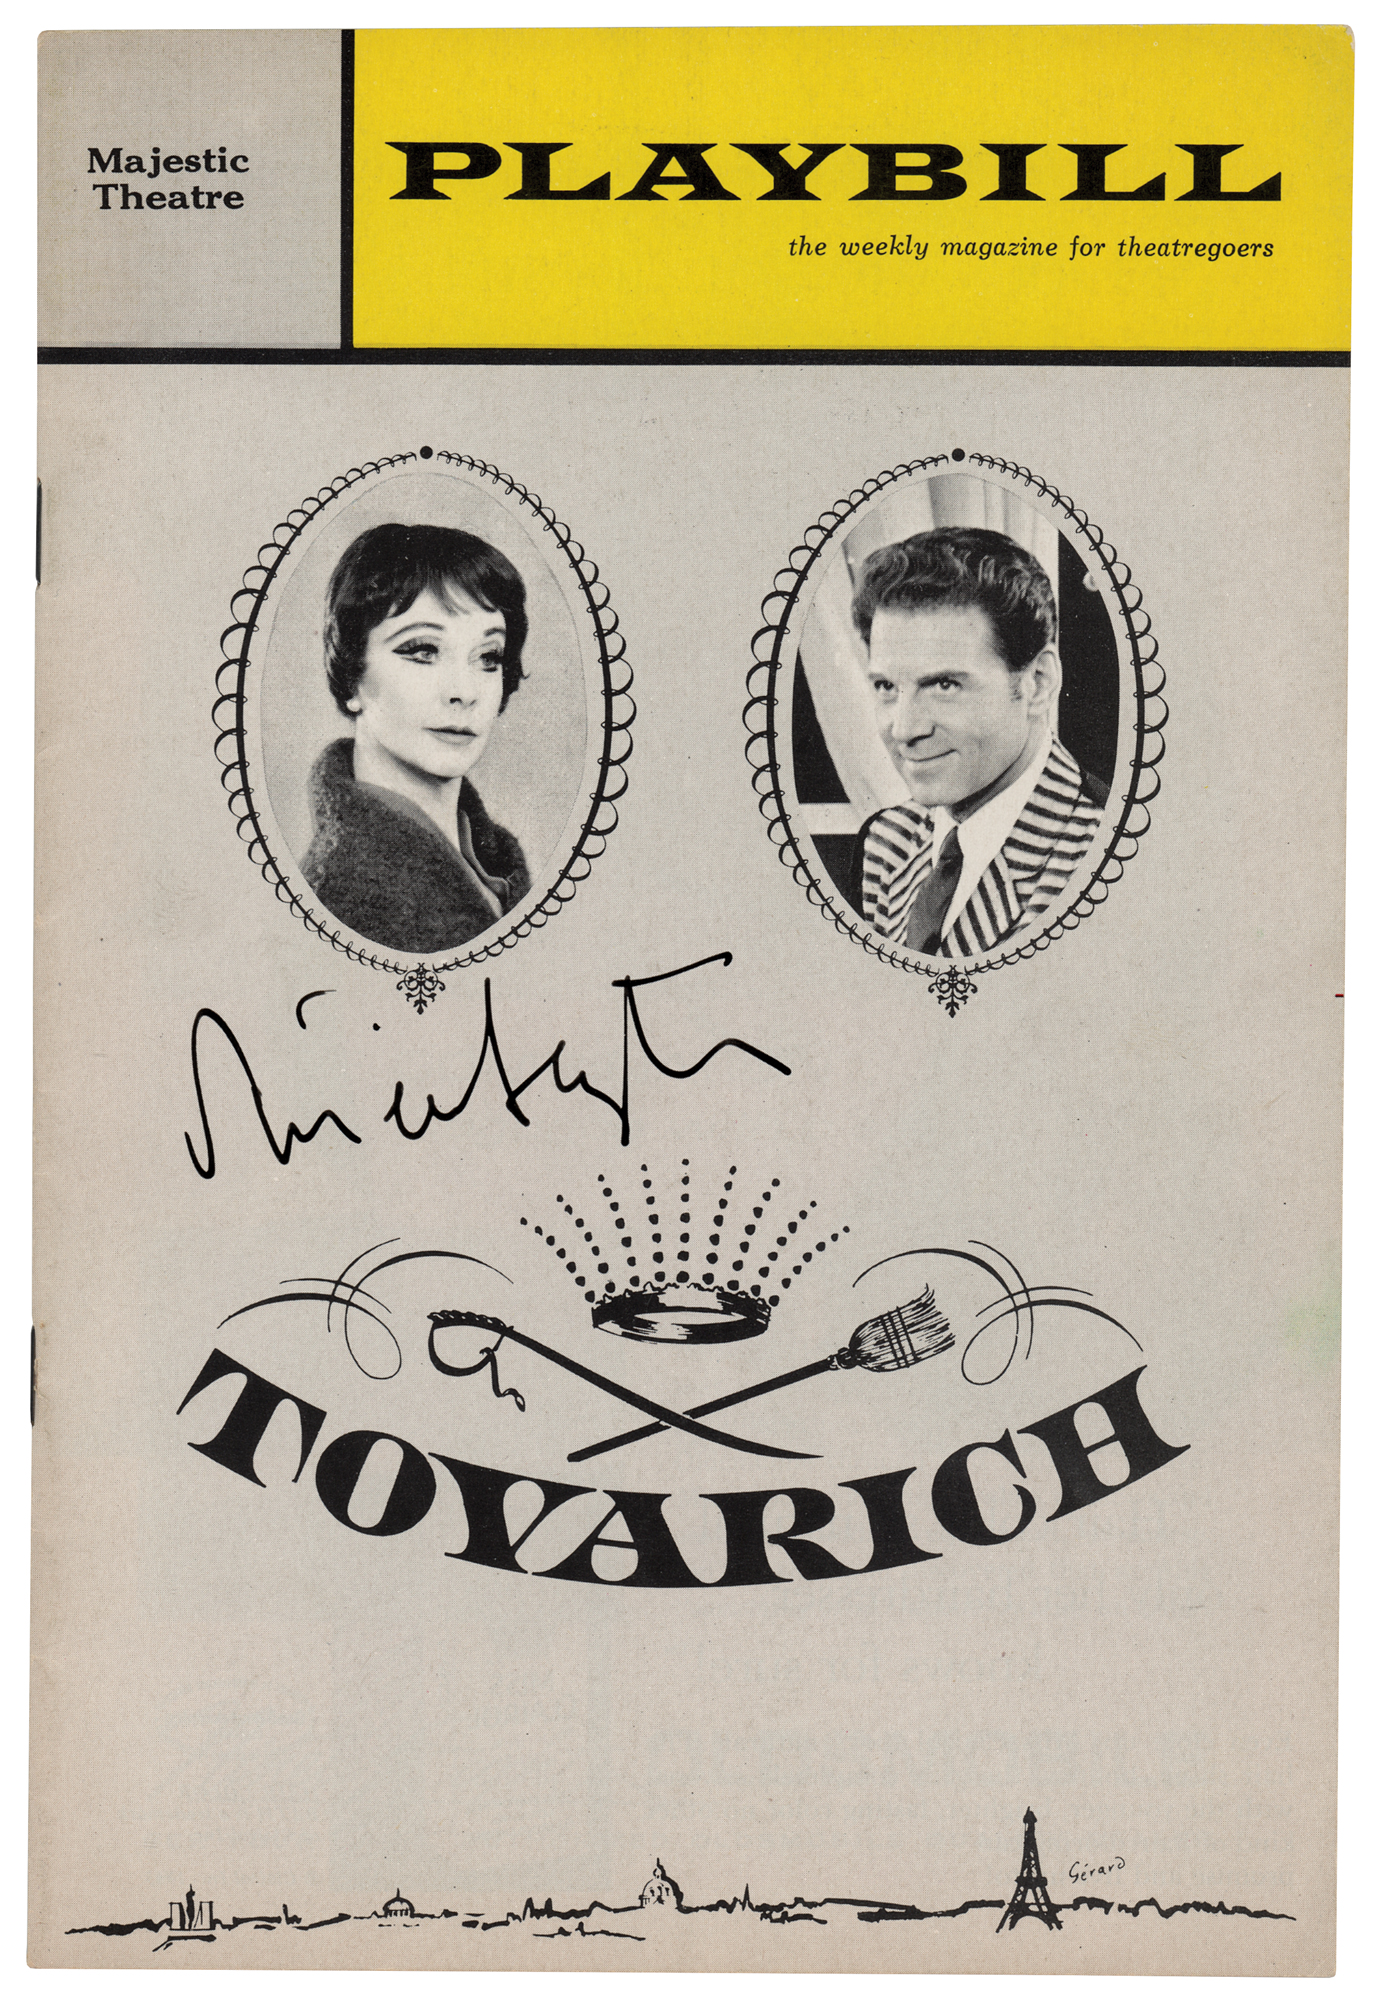 Majestic
Theatre
PLAYBILL
the weekly magazine for theatregoers
TOVARICH
Gérard